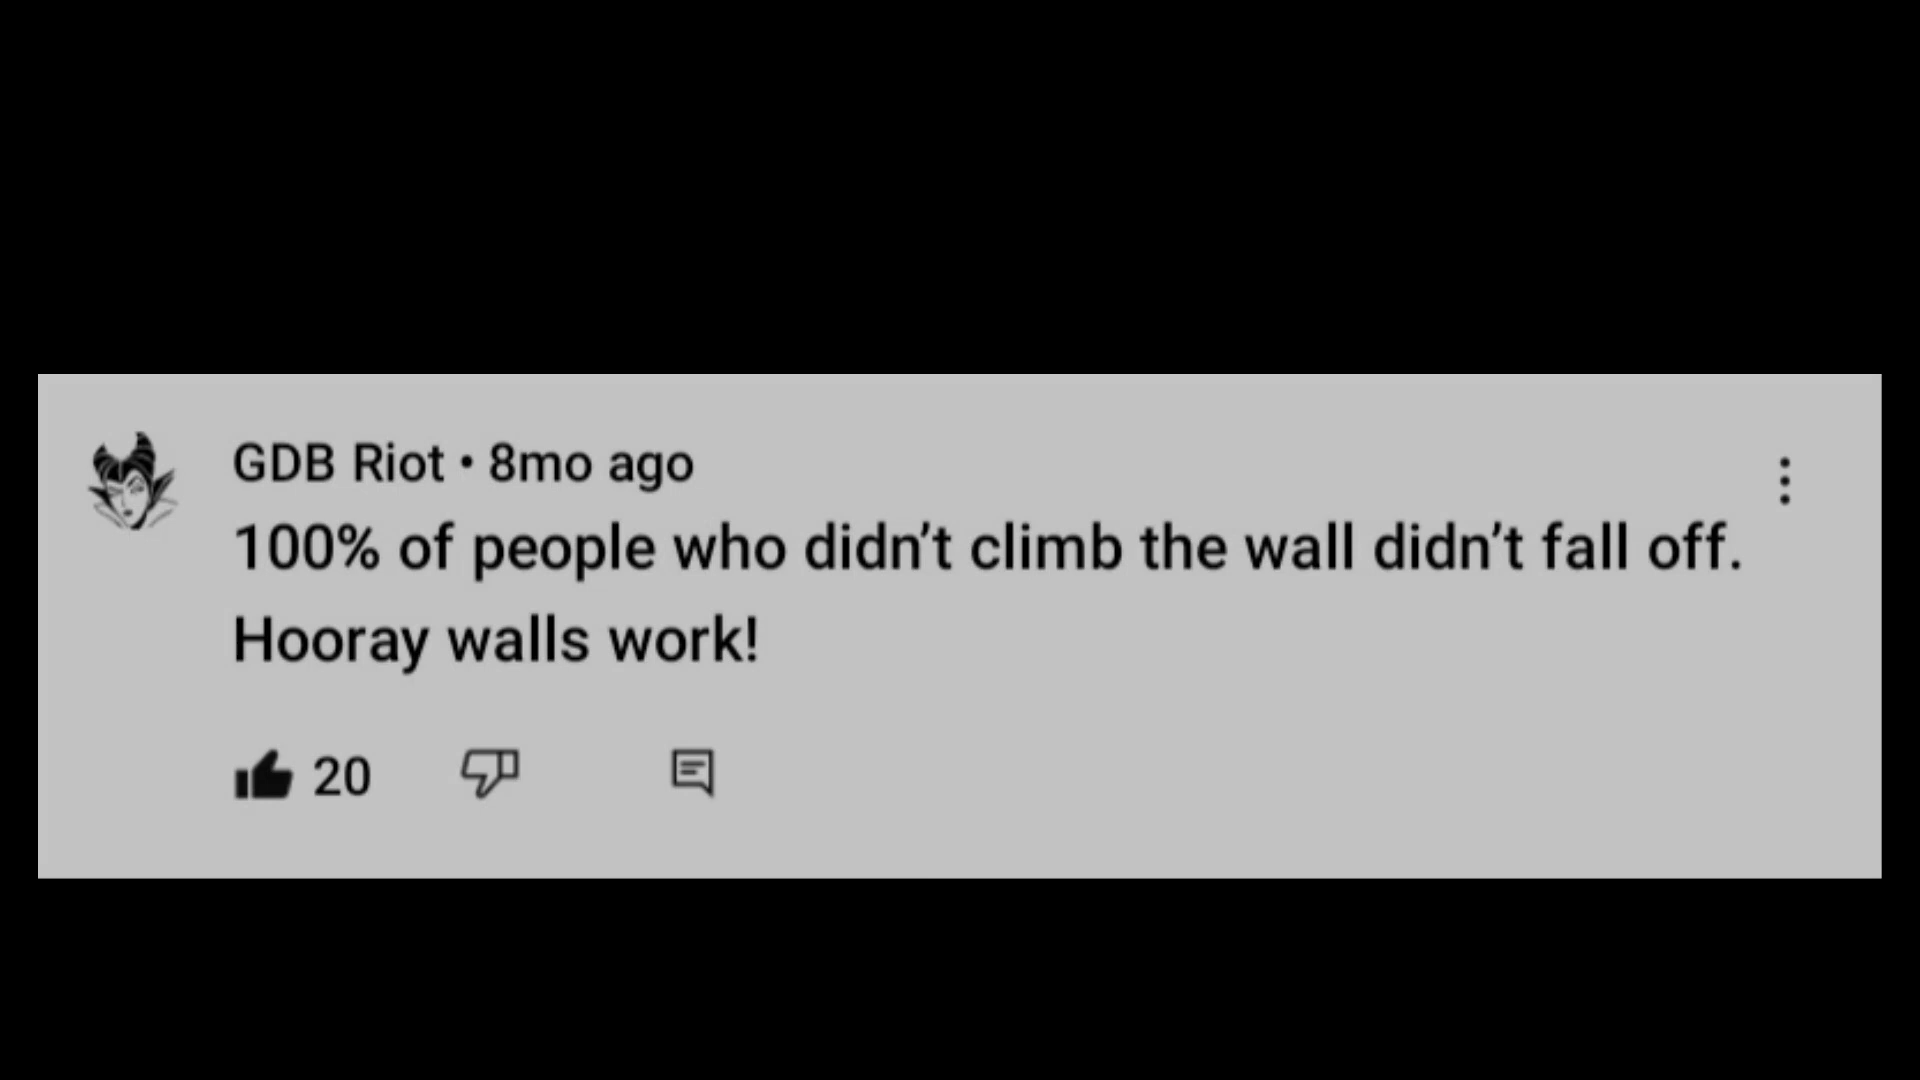 GDB Riot • 8mo ago
100% of people who didn’t climb the wall didn’t fall off.
Hooray walls work!
20